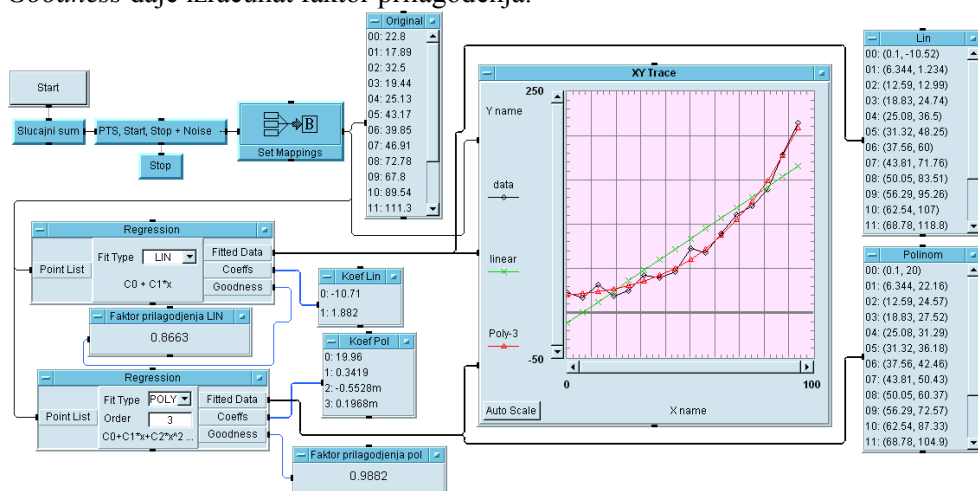 Goodness daje izračunat faktor prilagođenja.
Original
00: 22.8
01: 17.89
02: 32.5
03: 19.44
04: 25.13
05: 43.17
06: 39.85
07: 46.91
08: 72.78
09: 67.8
10: 89.54
11: 111.3
Start
Slucajni sum
PTS, Start, Stop + Noise
Stop
B
Set Mappings
XY Trace
Y name
250
data
linear
Poly-3
-50
0
100
X name
Auto Scale
Lin
00: (0.1, -10.52)
01: (6.344, 1.234)
02: (12.59, 12.99)
03: (18.83, 24.74)
04: (25.08, 36.5)
05: (31.32, 48.25)
06: (37.56, 60)
07: (43.81, 71.76)
08: (50.05, 83.51)
09: (56.29, 95.26)
10: (62.54, 107)
11: (68.78, 118.8)
Regression
Point List
Fit Type LIN
C0 + C1*x
Fitted Data
Coeffs
Goodness
Koef Lin
0: -10.71
1: 1.882
Faktor prilagodjenja LIN
0.8663
Koef Pol
0: 19.96
1: 0.3419
2: -0.5528m
3: 0.1968m
Regression
Point List
Fit Type POLY
Order 3
C0+C1*x+C2*x^2 ...
Fitted Data
Coeffs
Goodness
Faktor prilagodjenja pol
0.9882
Polinom
00: (0.1, 20)
01: (6.344, 22.16)
02: (12.59, 24.57)
03: (18.83, 27.52)
04: (25.08, 31.29)
05: (31.32, 36.18)
06: (37.56, 42.46)
07: (43.81, 50.43)
08: (50.05, 60.37)
09: (56.29, 72.57)
10: (62.54, 87.33)
11: (68.78, 104.9)